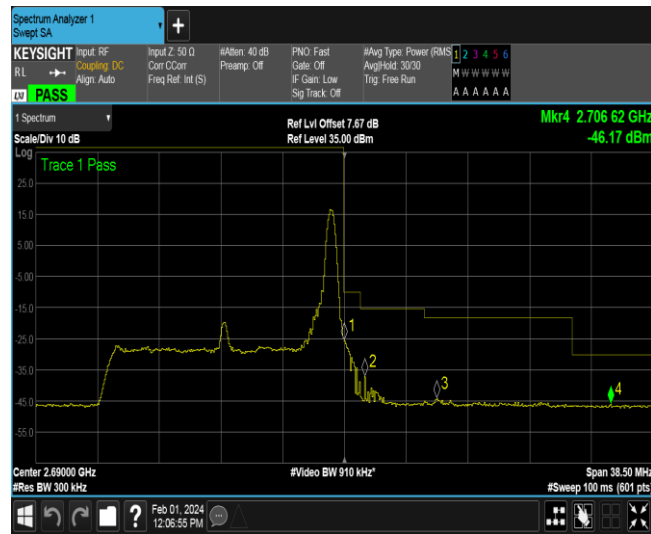 Spectrum Analyzer 1
Swept SA
+
KEYSIGHT
RL
LXI
PASS
Input: RF
Coupling: DC
Align: Auto
Input Z: 50 Ω
Corr CCorr
Freq Ref: Int (S)
#Atten: 40 dB
Preamp: Off
PNO: Fast
Gate: Off
IF Gain: Low
Sig Track: Off
#Avg Type: Power (RMS
Avg|Hold: 30/30
Trig: Free Run
1 2 3 4 5 6
M W W W W W
A A A A A A
1 Spectrum
Scale/Div 10 dB
Ref Lvl Offset 7.67 dB
Ref Level 35.00 dBm
Mkr4 2.706 62 GHz
-46.17 dBm
Log
Trace 1 Pass
25.0
15.0
5.00
-5.00
-15.0
-25.0
-35.0
-45.0
-55.0
1
2
3
4
Center 2.69000 GHz
#Res BW 300 kHz
#Video BW 910 kHz*
Span 38.50 MHz
#Sweep 100 ms (601 pts)
?
Feb 01, 2024
12:06:55 PM